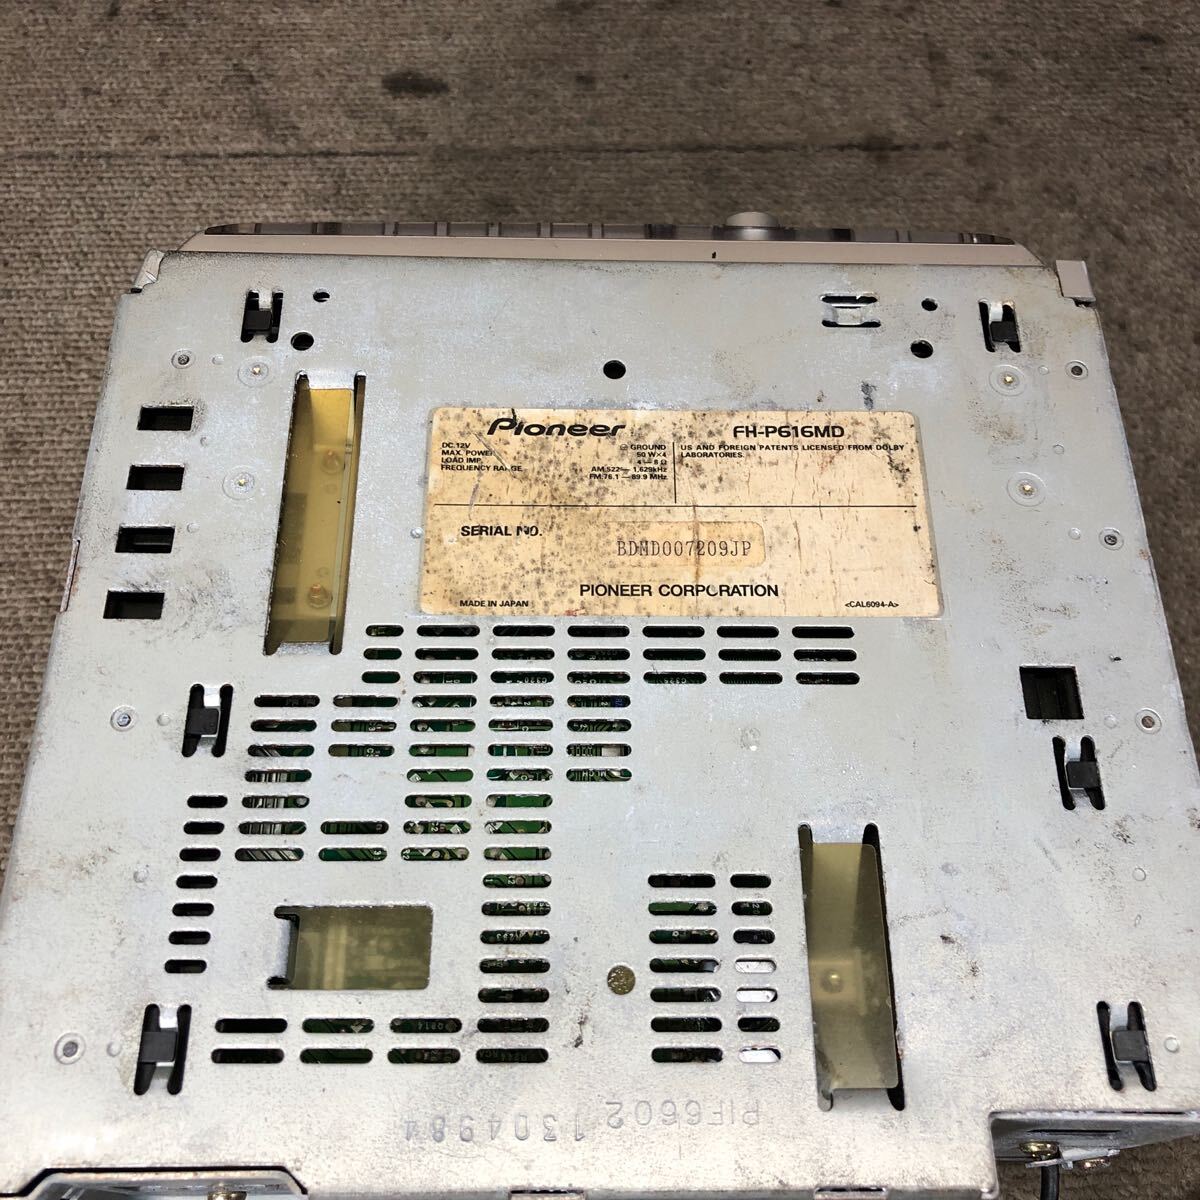 Pioneer
FH-P616MD
DC 12V ⊖ GROUND
MAX. POWER 50 W×4
LOAD IMP. 4—8 Ω
FREQUENCY RANGE AM:522—1,629kHz
FM:76.1—89.9 MHz
US AND FOREIGN PATENTS LICENSED FROM DOLBY
LABORATORIES.
SERIAL NO.
BDMD007209JP
PIONEER CORPORATION
MADE IN JAPAN
<CAL6094-A>
PIF6602 1304984